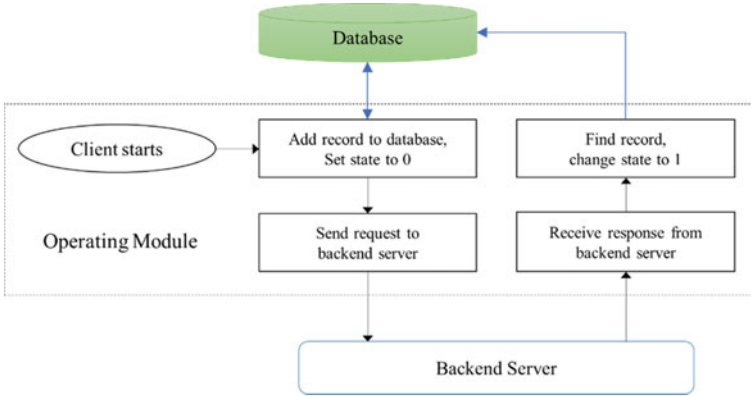 Database
Client starts
Add record to database,
Set state to 0
Find record,
change state to 1
Operating Module
Send request to
backend server
Receive response from
backend server
Backend Server